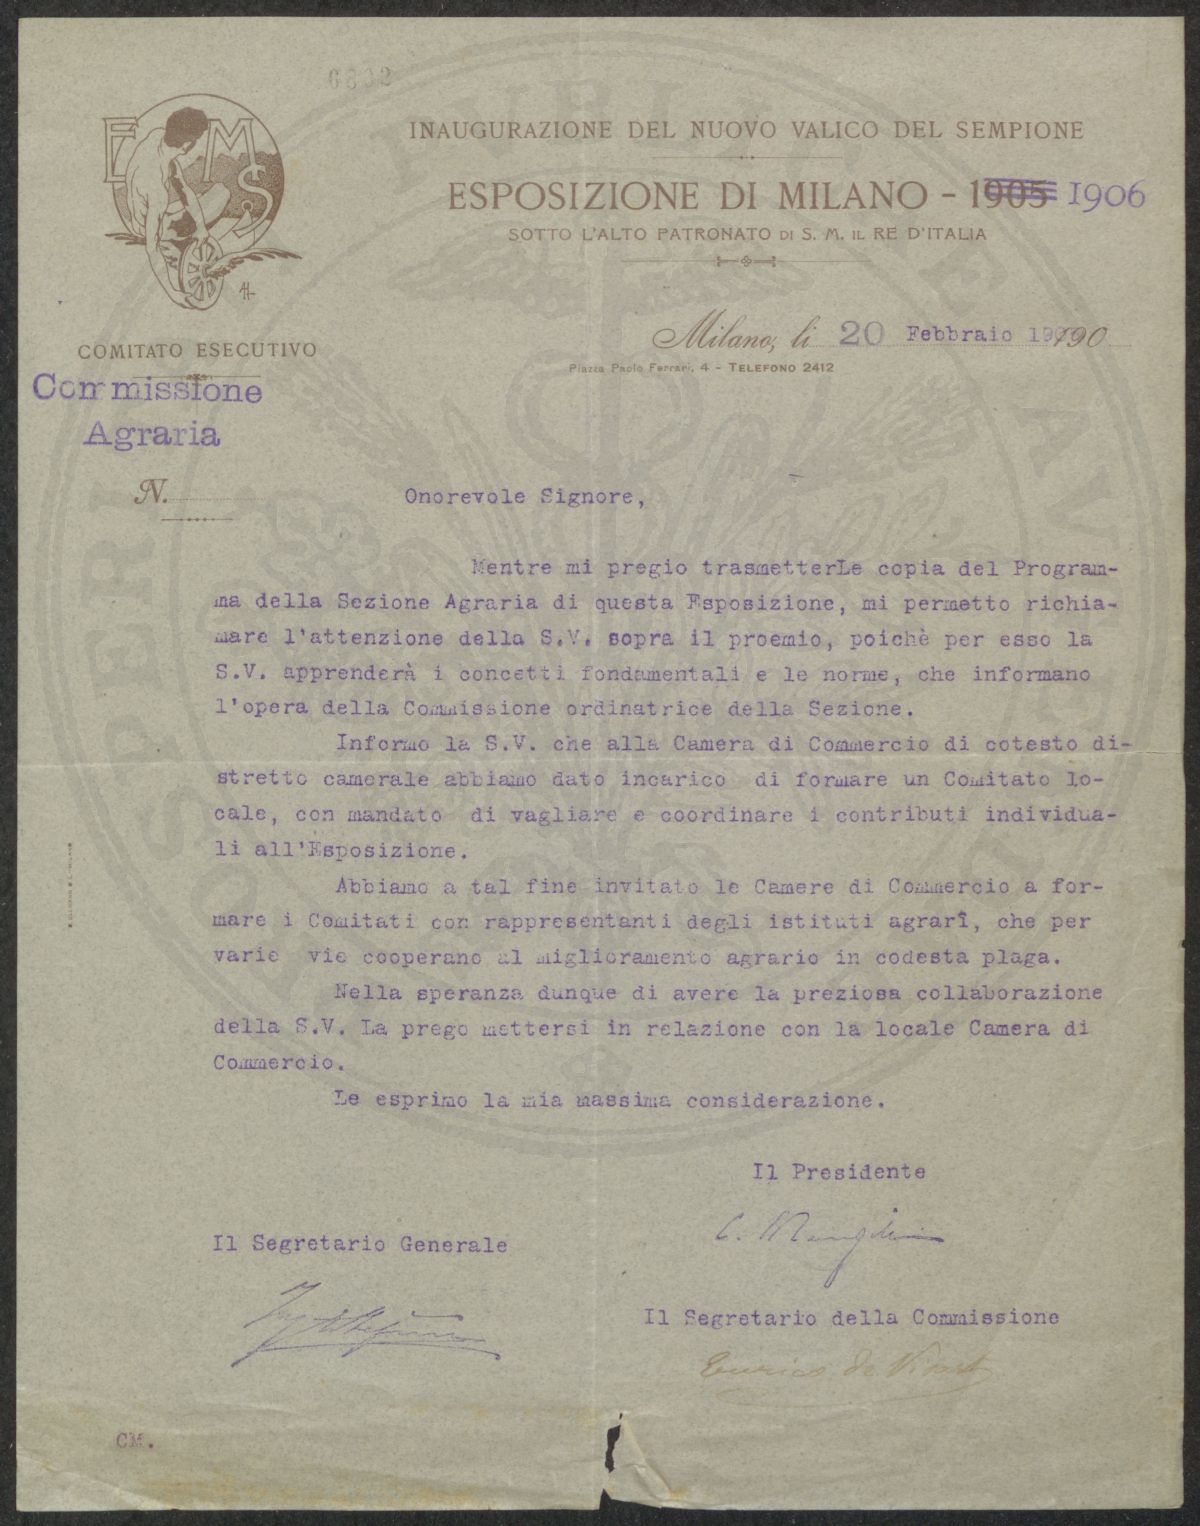 6802
INAUGURAZIONE DEL NUOVO VALICO DEL SEMPIONE
ESPOSIZIONE DI MILANO - 1905 1906
SOTTO L'ALTO PATRONATO DI S. M. IL RE D'ITALIA
E M S
AH
Milano, li 20 Febbraio 190
Piazza Paolo Ferrari, 4 - TELEFONO 2412
COMITATO ESECUTIVO
Commissione
Agraria
N.
Onorevole Signore,
Mentre mi pregio trasmetterLe copia del Program-
ma della Sezione Agraria di questa Esposizione, mi permetto richia-
mare l'attenzione della S.V. sopra il proemio, poichè per esso la
S.V. apprenderà i concetti fondamentali e le norme, che informano
l'opera della Commissione ordinatrice della Sezione.
Informo la S.V. che alla Camera di Commercio di cotesto di-
stretto camerale abbiamo dato incarico di formare un Comitato lo-
cale, con mandato di vagliare e coordinare i contributi individua-
li all'Esposizione.
Abbiamo a tal fine invitato le Camere di Commercio a for-
mare i Comitati con rappresentanti degli istituti agrarî, che per
varie vie cooperano al miglioramento agrario in codesta plaga.
Nella speranza dunque di avere la preziosa collaborazione
della S.V. La prego mettersi in relazione con la locale Camera di
Commercio.
Le esprimo la mia massima considerazione.
Il Presidente
C. Mangili
Il Segretario Generale
Il Segretario della Commissione
Enrico de
CM.